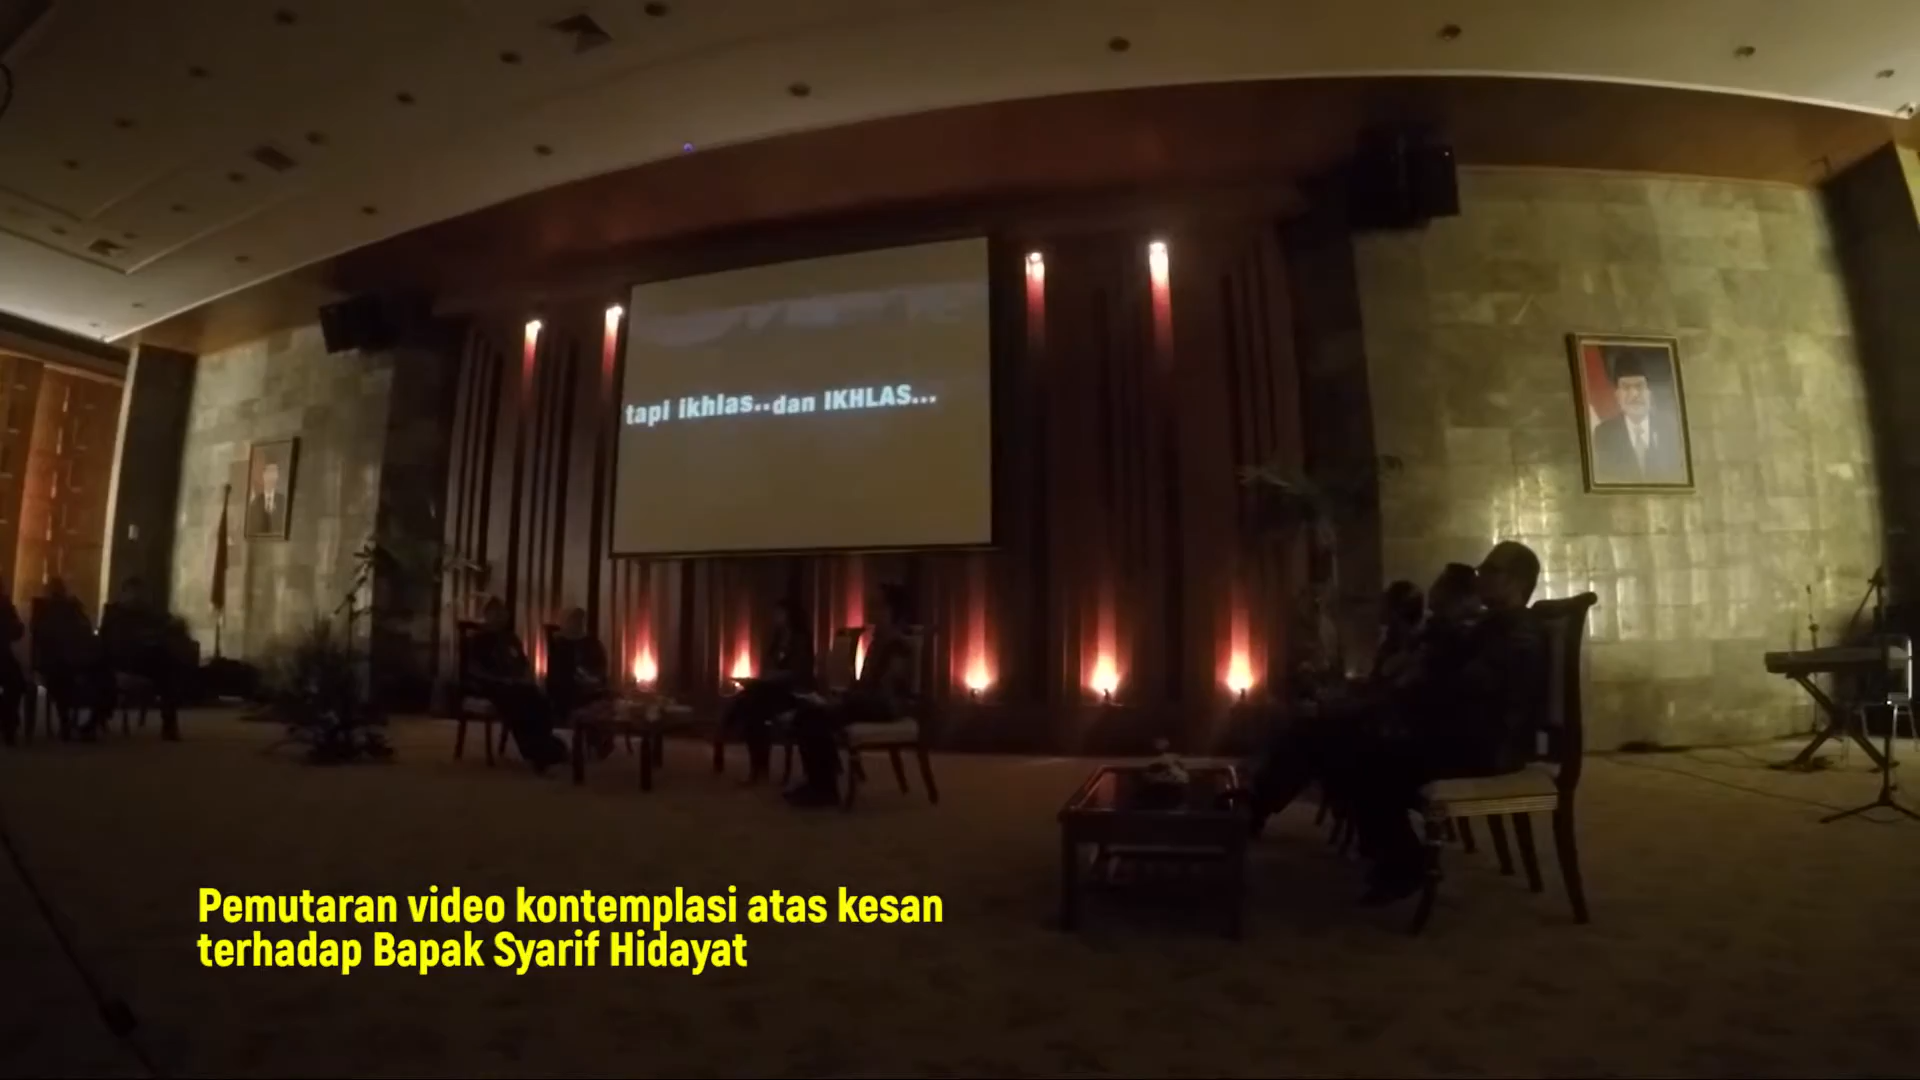 tapi ikhlas..dan IKHLAS...
Pemutaran video kontemplasi atas kesan
terhadap Bapak Syarif Hidayat